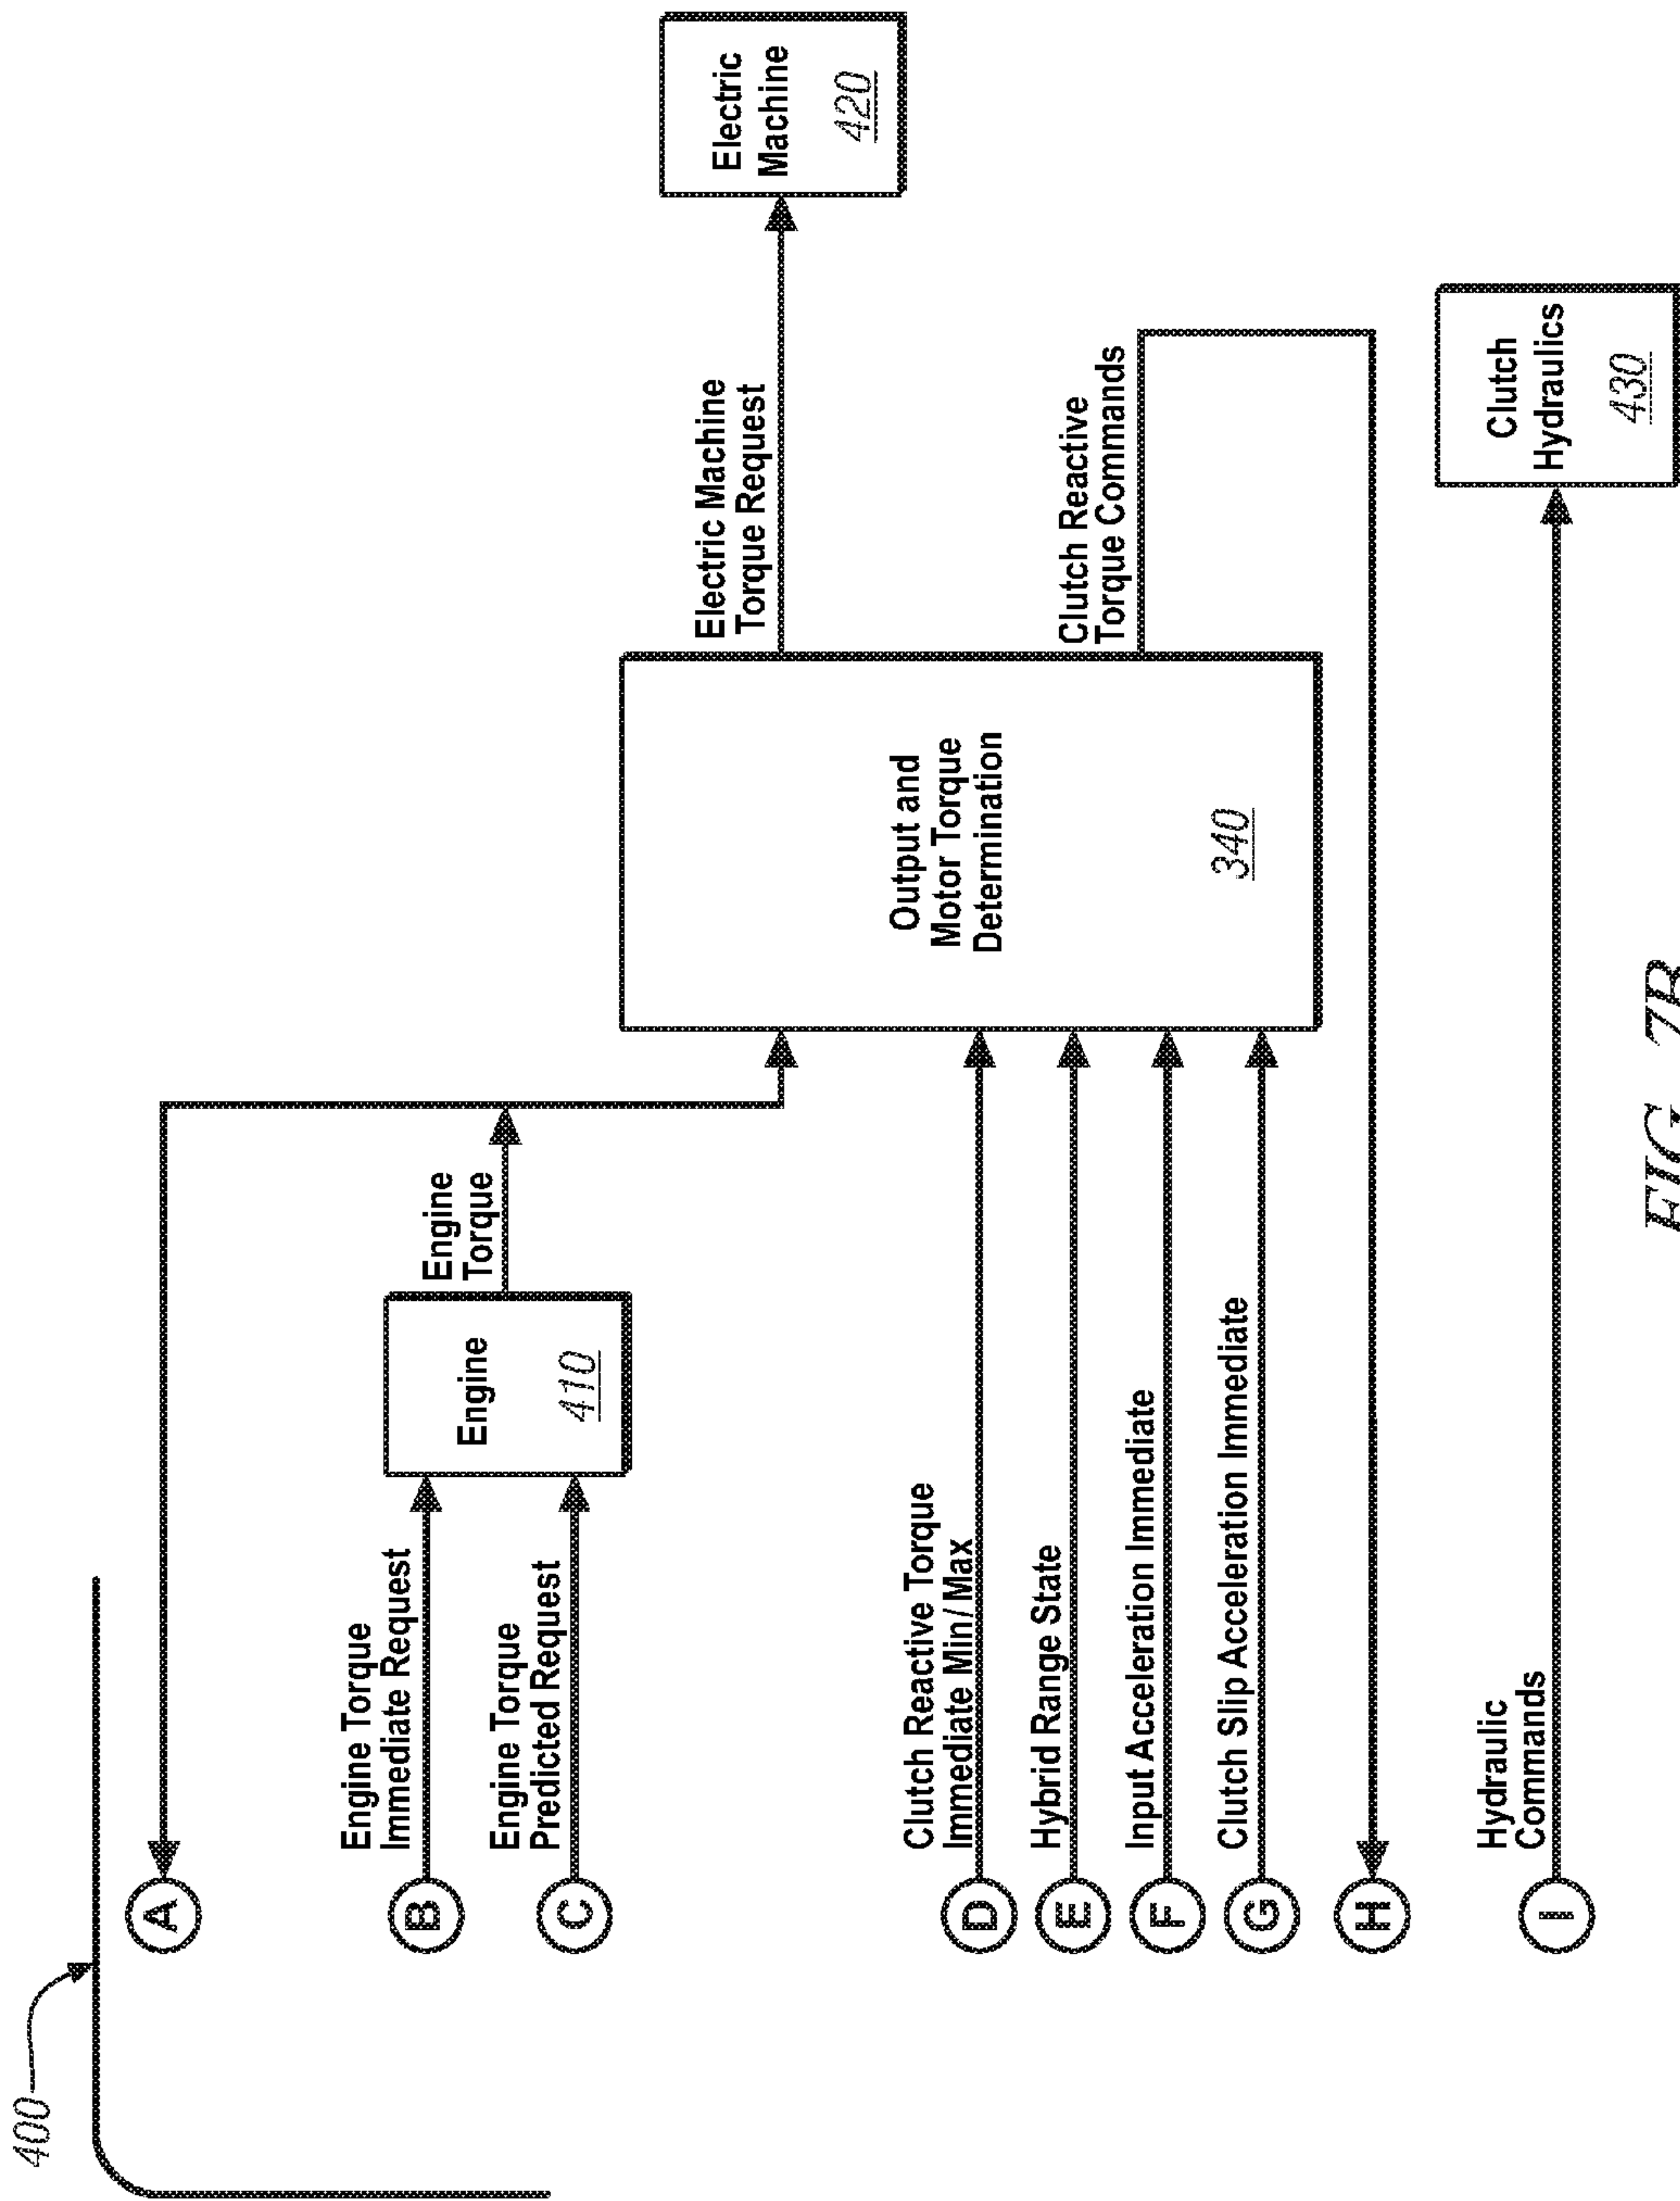 400
A
B
Engine Torque
Immediate Request
C
Engine Torque
Predicted Request
Engine
410
Engine
Torque
D
Clutch Reactive Torque
Immediate Min/Max
E
Hybrid Range State
F
Input Acceleration Immediate
G
Clutch Slip Acceleration Immediate
H
Output and
Motor Torque
Determination
340
Electric Machine
Torque Request
Electric
Machine
420
Clutch Reactive
Torque Commands
I
Hydraulic
Commands
Clutch
Hydraulics
430
FIG. 7B